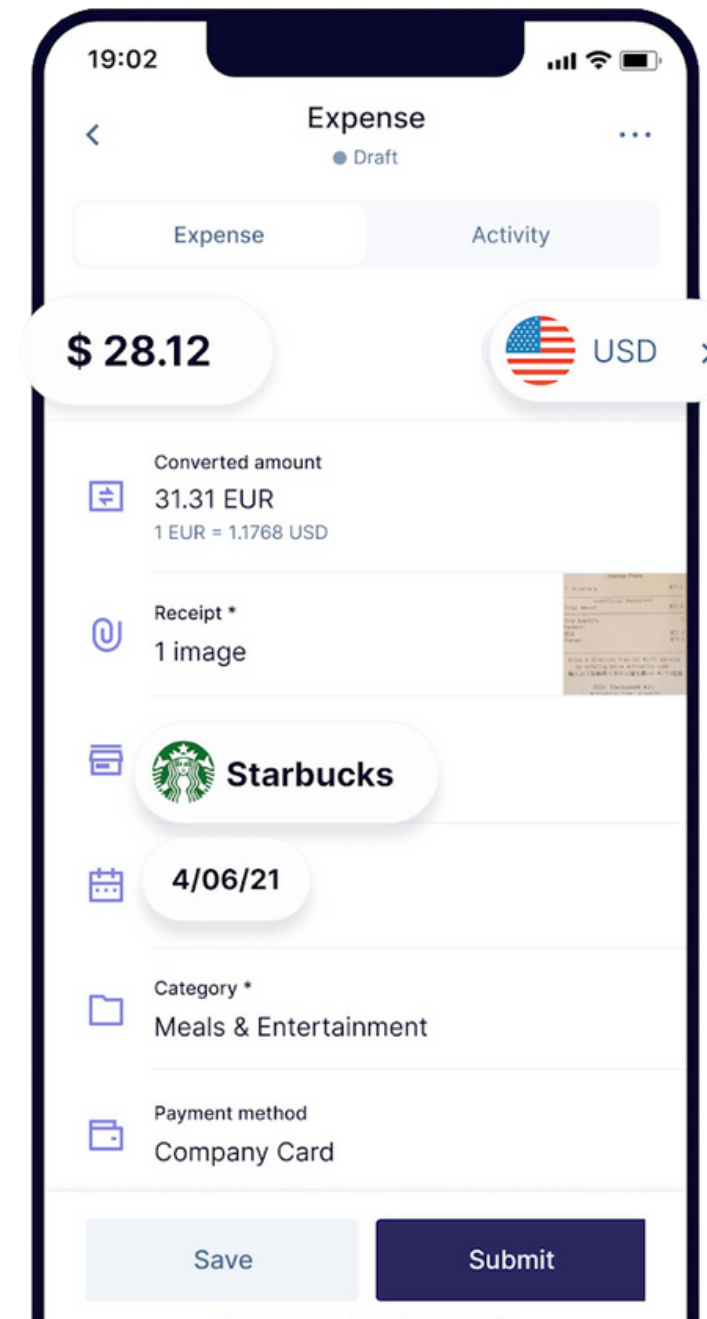 19:02
Expense
Draft
Expense
Activity
$ 28.12
USD
Converted amount
31.31 EUR
1 EUR = 1.1768 USD
Receipt *
1 image
Starbucks
4/06/21
Category *
Meals & Entertainment
Payment method
Company Card
Save
Submit